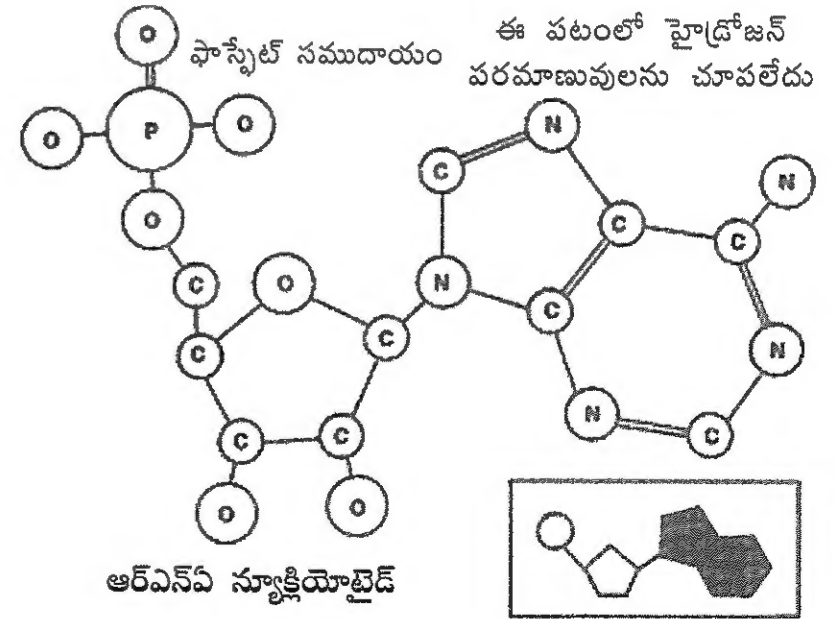 ఫాస్ఫేట్ సముదాయం
ఈ పటంలో హైడ్రోజన్
పరమాణువులను చూపలేదు
O
O
P
O
O
N
C
N
C
C
C
O
N
C
C
C
N
N
C
C
C
O
O
ఆర్ఎన్ఏ న్యూక్లియోటైడ్